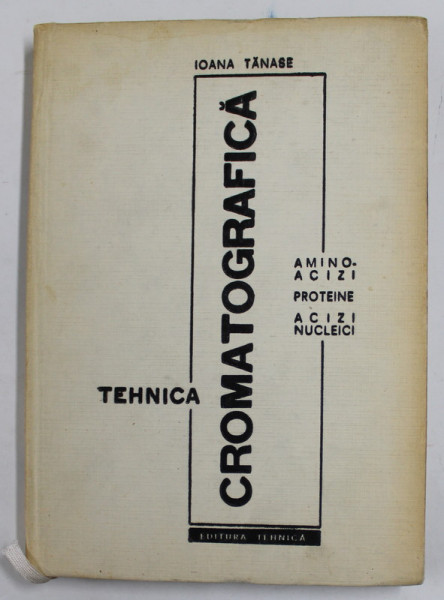 IOANA TĂNASE
TEHNICA
CROMATOGRAFICĂ
AMINO-
ACIZI
PROTEINE
ACIZI
NUCLEICI
EDITURA TEHNICĂ